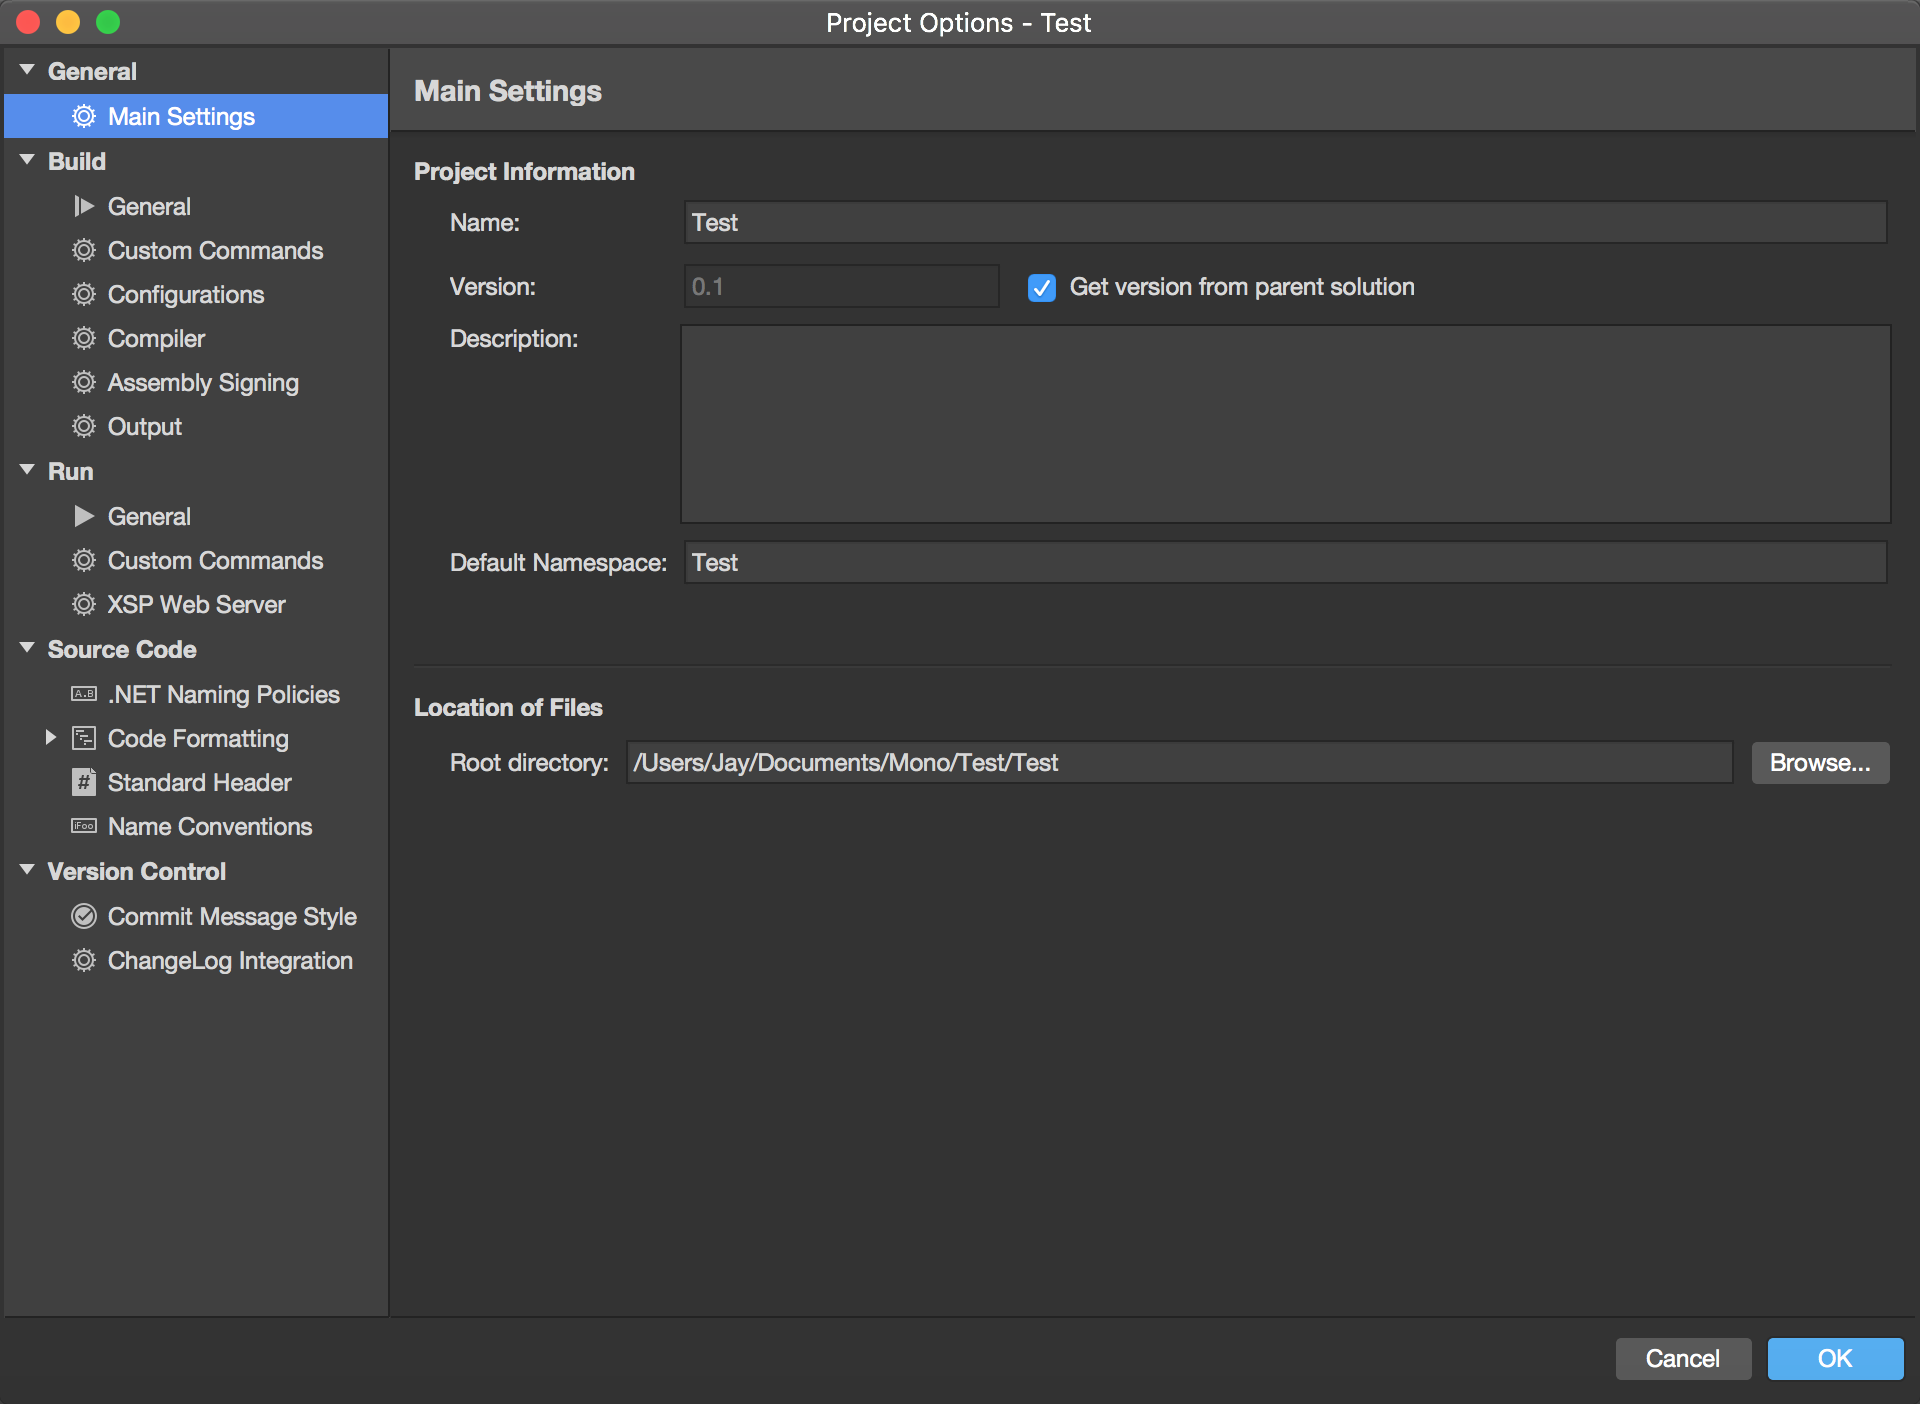 Project Options - Test
General
Main Settings
Build
General
Custom Commands
Configurations
Compiler
Assembly Signing
Output
Run
General
Custom Commands
XSP Web Server
Source Code
A.B .NET Naming Policies
Code Formatting
# Standard Header
iFoo Name Conventions
Version Control
Commit Message Style
ChangeLog Integration
Main Settings
Project Information
Name: Test
Version: 0.1 Get version from parent solution
Description:
Default Namespace: Test
Location of Files
Root directory: /Users/Jay/Documents/Mono/Test/Test Browse...
Cancel OK